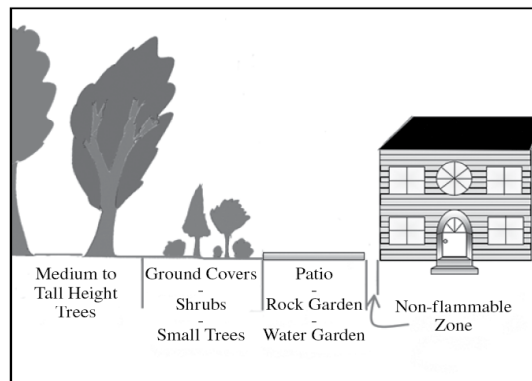 Medium to
Tall Height
Trees
Ground Covers
-
Shrubs
-
Small Trees
Patio
-
Rock Garden
-
Water Garden
Non-flammable
Zone